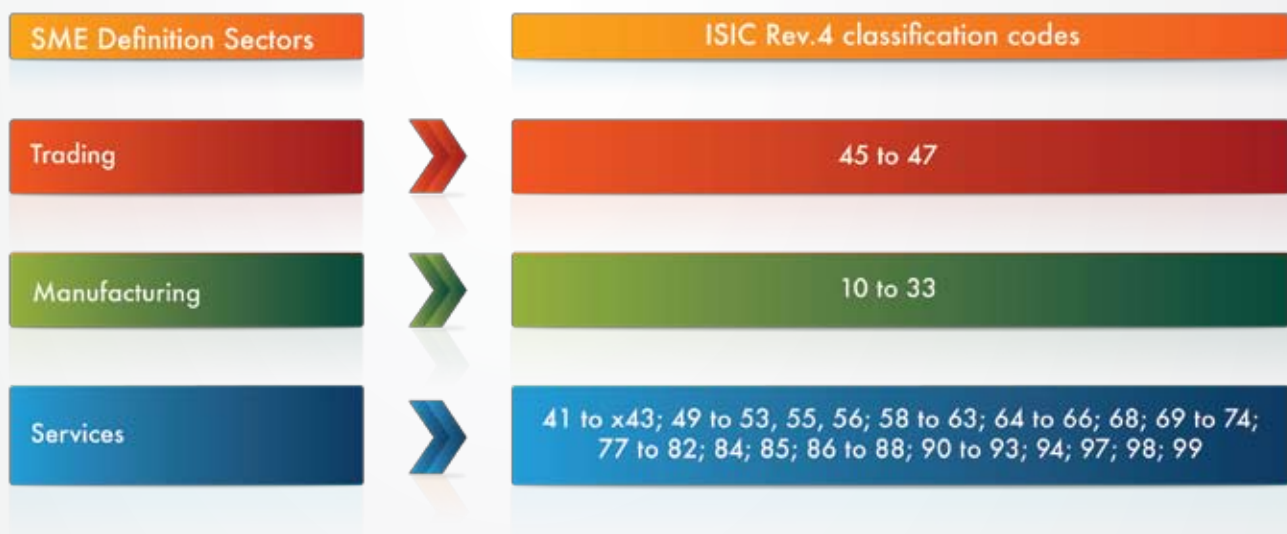 SME Definition Sectors
ISIC Rev.4 classification codes
Trading
45 to 47
Manufacturing
10 to 33
Services
41 to x43; 49 to 53, 55, 56; 58 to 63; 64 to 66; 68; 69 to 74;
77 to 82; 84; 85; 86 to 88; 90 to 93; 94; 97; 98; 99